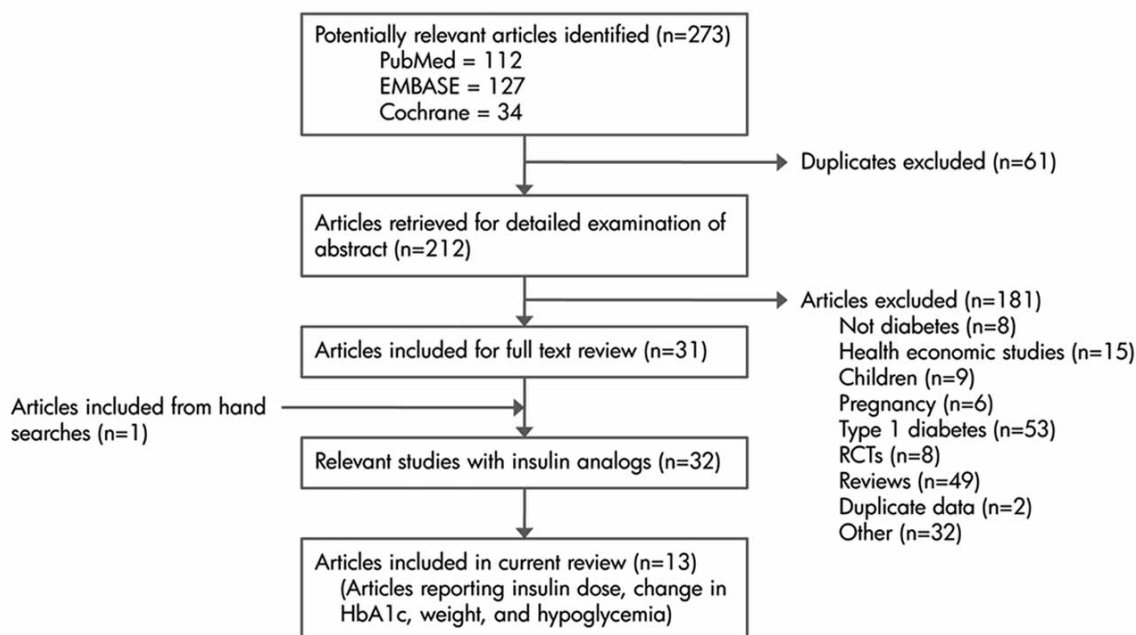 Potentially relevant articles identified (n=273)
PubMed = 112
EMBASE = 127
Cochrane = 34
Duplicates excluded (n=61)
Articles retrieved for detailed examination of
abstract (n=212)
Articles excluded (n=181)
Not diabetes (n=8)
Health economic studies (n=15)
Children (n=9)
Pregnancy (n=6)
Type 1 diabetes (n=53)
RCTs (n=8)
Reviews (n=49)
Duplicate data (n=2)
Other (n=32)
Articles included for full text review (n=31)
Articles included from hand
searches (n=1)
Relevant studies with insulin analogs (n=32)
Articles included in current review (n=13)
(Articles reporting insulin dose, change in
HbA1c, weight, and hypoglycemia)